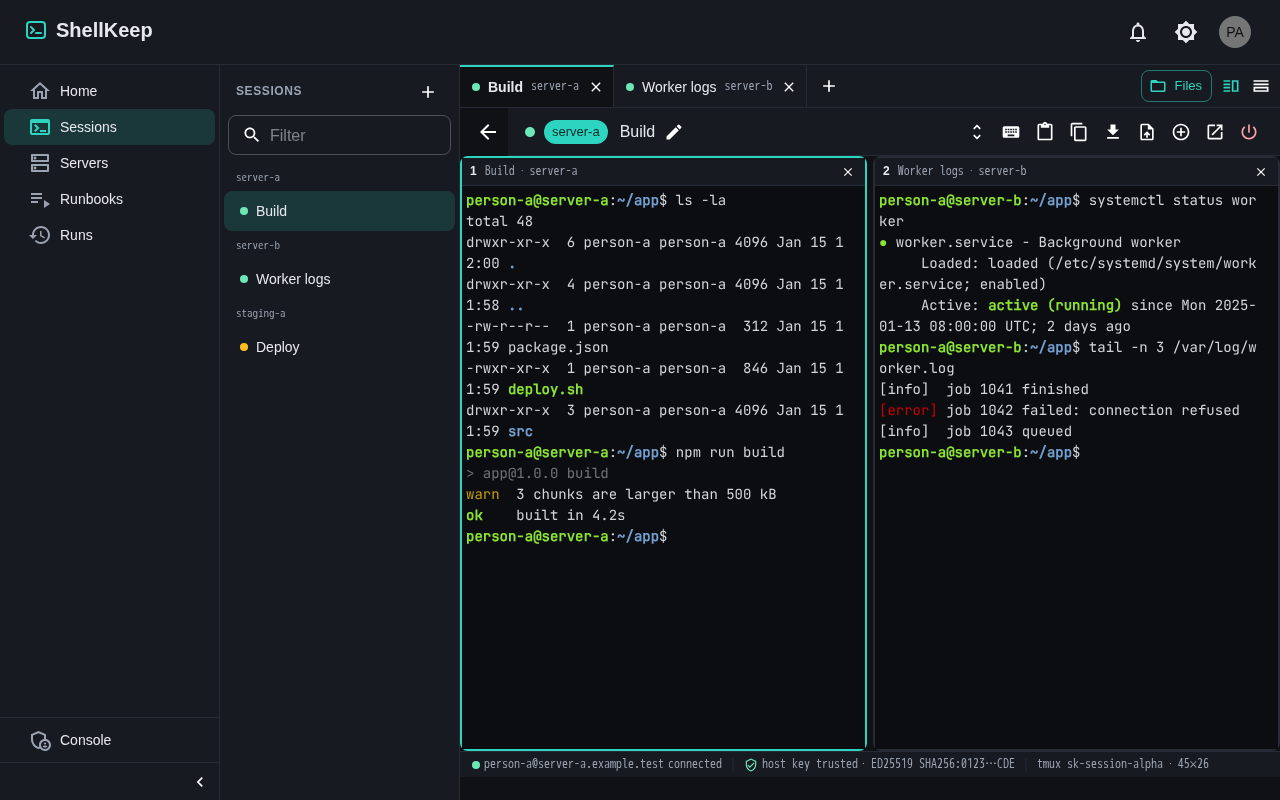 ShellKeep
PA
Home
Sessions
Servers
Runbooks
Runs
Console
SESSIONS
Filter
server-a
Build
server-b
Worker logs
staging-a
Deploy
Build server-a
Worker logs server-b
Files
server-a Build
1 Build · server-a
person-a@server-a:~/app$ ls -la
total 48
drwxr-xr-x  6 person-a person-a 4096 Jan 15 1
2:00 .
drwxr-xr-x  4 person-a person-a 4096 Jan 15 1
1:58 ..
-rw-r--r--  1 person-a person-a  312 Jan 15 1
1:59 package.json
-rwxr-xr-x  1 person-a person-a  846 Jan 15 1
1:59 deploy.sh
drwxr-xr-x  3 person-a person-a 4096 Jan 15 1
1:59 src
person-a@server-a:~/app$ npm run build
> app@1.0.0 build
warn  3 chunks are larger than 500 kB
ok    built in 4.2s
person-a@server-a:~/app$
2 Worker logs · server-b
person-a@server-b:~/app$ systemctl status wor
ker
● worker.service - Background worker
     Loaded: loaded (/etc/systemd/system/work
er.service; enabled)
     Active: active (running) since Mon 2025-
01-13 08:00:00 UTC; 2 days ago
person-a@server-b:~/app$ tail -n 3 /var/log/w
orker.log
[info]  job 1041 finished
[error] job 1042 failed: connection refused
[info]  job 1043 queued
person-a@server-b:~/app$
person-a@server-a.example.test connected
host key trusted · ED25519 SHA256:0123···CDE
tmux sk-session-alpha · 45×26